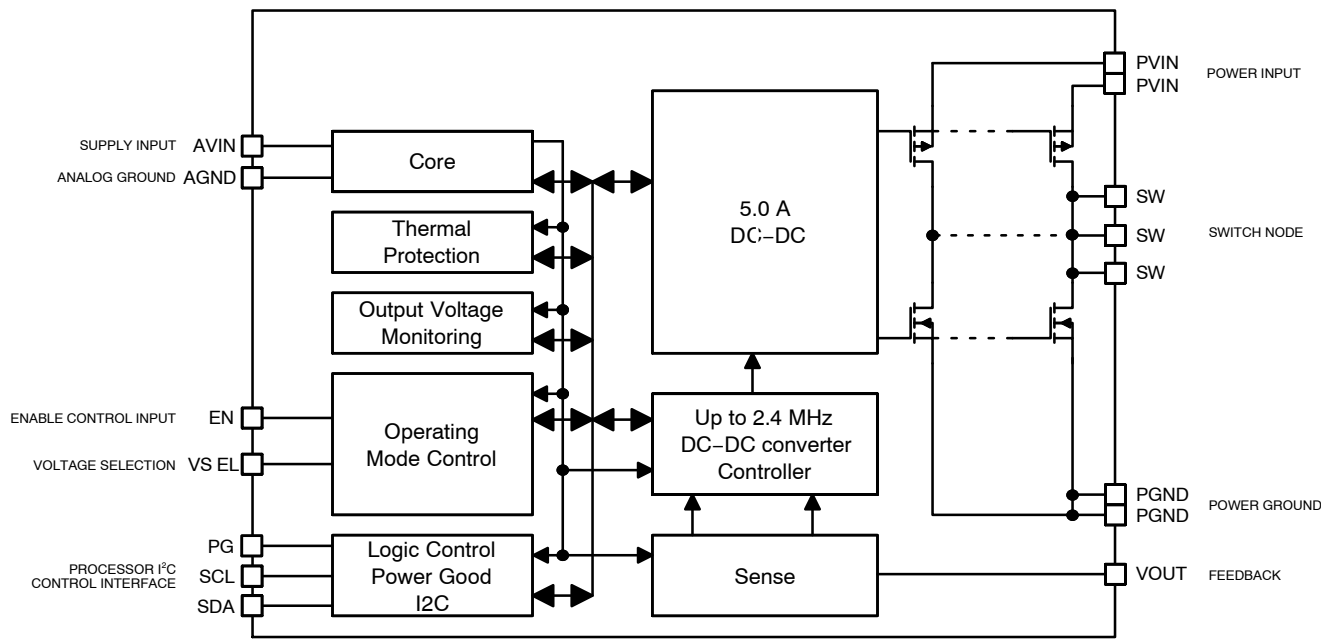 PVIN
POWER INPUT
PVIN
SUPPLY INPUT AVIN
ANALOG GROUND AGND
Core
5.0 A
DC–DC
SW
SW
SWITCH NODE
SW
Thermal
Protection
Output Voltage
Monitoring
ENABLE CONTROL INPUT EN
VOLTAGE SELECTION VS EL
Operating
Mode Control
Up to 2.4 MHz
DC–DC converter
Controller
PGND
POWER GROUND
PGND
PG
PROCESSOR I²C
CONTROL INTERFACE
SCL
SDA
Logic Control
Power Good
I2C
Sense
VOUT FEEDBACK